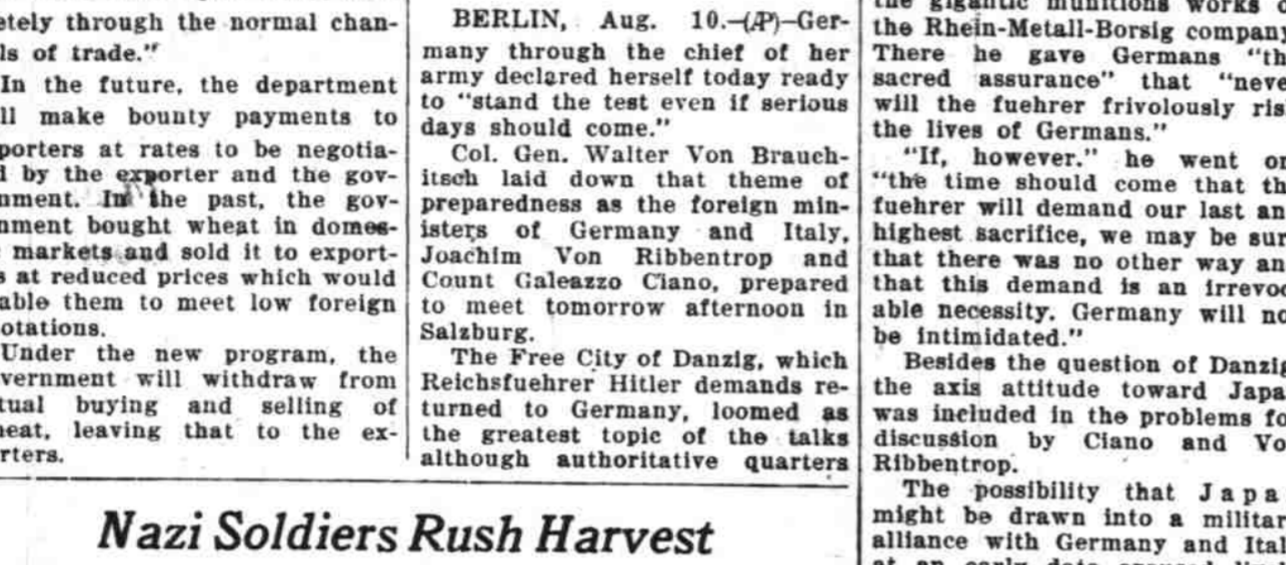 etely through the normal chan-
ls of trade."
In the future, the department
ll make bounty payments to
porters at rates to be negotia-
d by the exporter and the gov-
nment. In the past, the gov-
nment bought wheat in domes-
markets and sold it to export-
s at reduced prices which would
able them to meet low foreign
otations.
Under the new program, the
vernment will withdraw from
tual buying and selling of
heat, leaving that to the ex-
rters.
BERLIN, Aug. 10.—(AP)—Ger-
many through the chief of her
army declared herself today ready
to "stand the test even if serious
days should come."
Col. Gen. Walter Von Brauch-
itsch laid down that theme of
preparedness as the foreign min-
isters of Germany and Italy,
Joachim Von Ribbentrop and
Count Galeazzo Ciano, prepared
to meet tomorrow afternoon in
Salzburg.
The Free City of Danzig, which
Reichsfuehrer Hitler demands re-
turned to Germany, loomed as
the greatest topic of the talks
although authoritative quarters
Nazi Soldiers Rush Harvest
the gigantic munitions works o
the Rhein-Metall-Borsig company
There he gave Germans "th
sacred assurance" that "neve
will the fuehrer frivolously ris
the lives of Germans."
"If, however." he went on
"the time should come that th
fuehrer will demand our last an
highest sacrifice, we may be sur
that there was no other way an
that this demand is an irrevoc
able necessity. Germany will no
be intimidated."
Besides the question of Danzig
the axis attitude toward Japa
was included in the problems fo
discussion by Ciano and Vo
Ribbentrop.
The possibility that Japa
might be drawn into a militar
alliance with Germany and Ital
at an early date